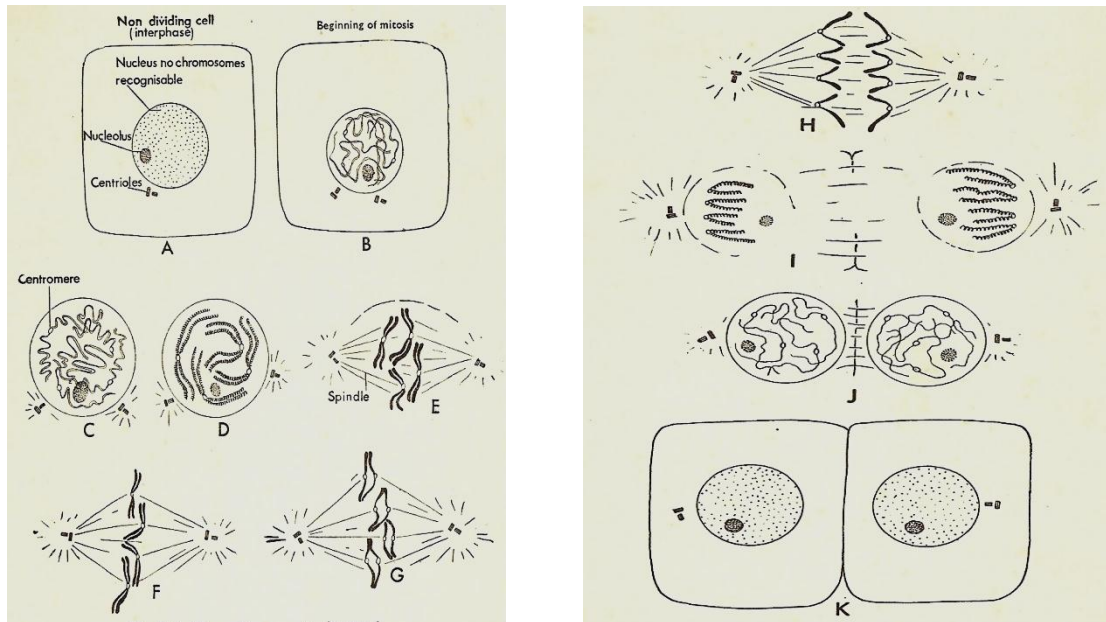 Non dividing cell
(interphase)
Beginning of mitosis
Nucleus no chromosomes
recognisable
Nucleolus
Centrioles
A
B
Centromere
C
D
Spindle
E
F
G
H
I
J
K